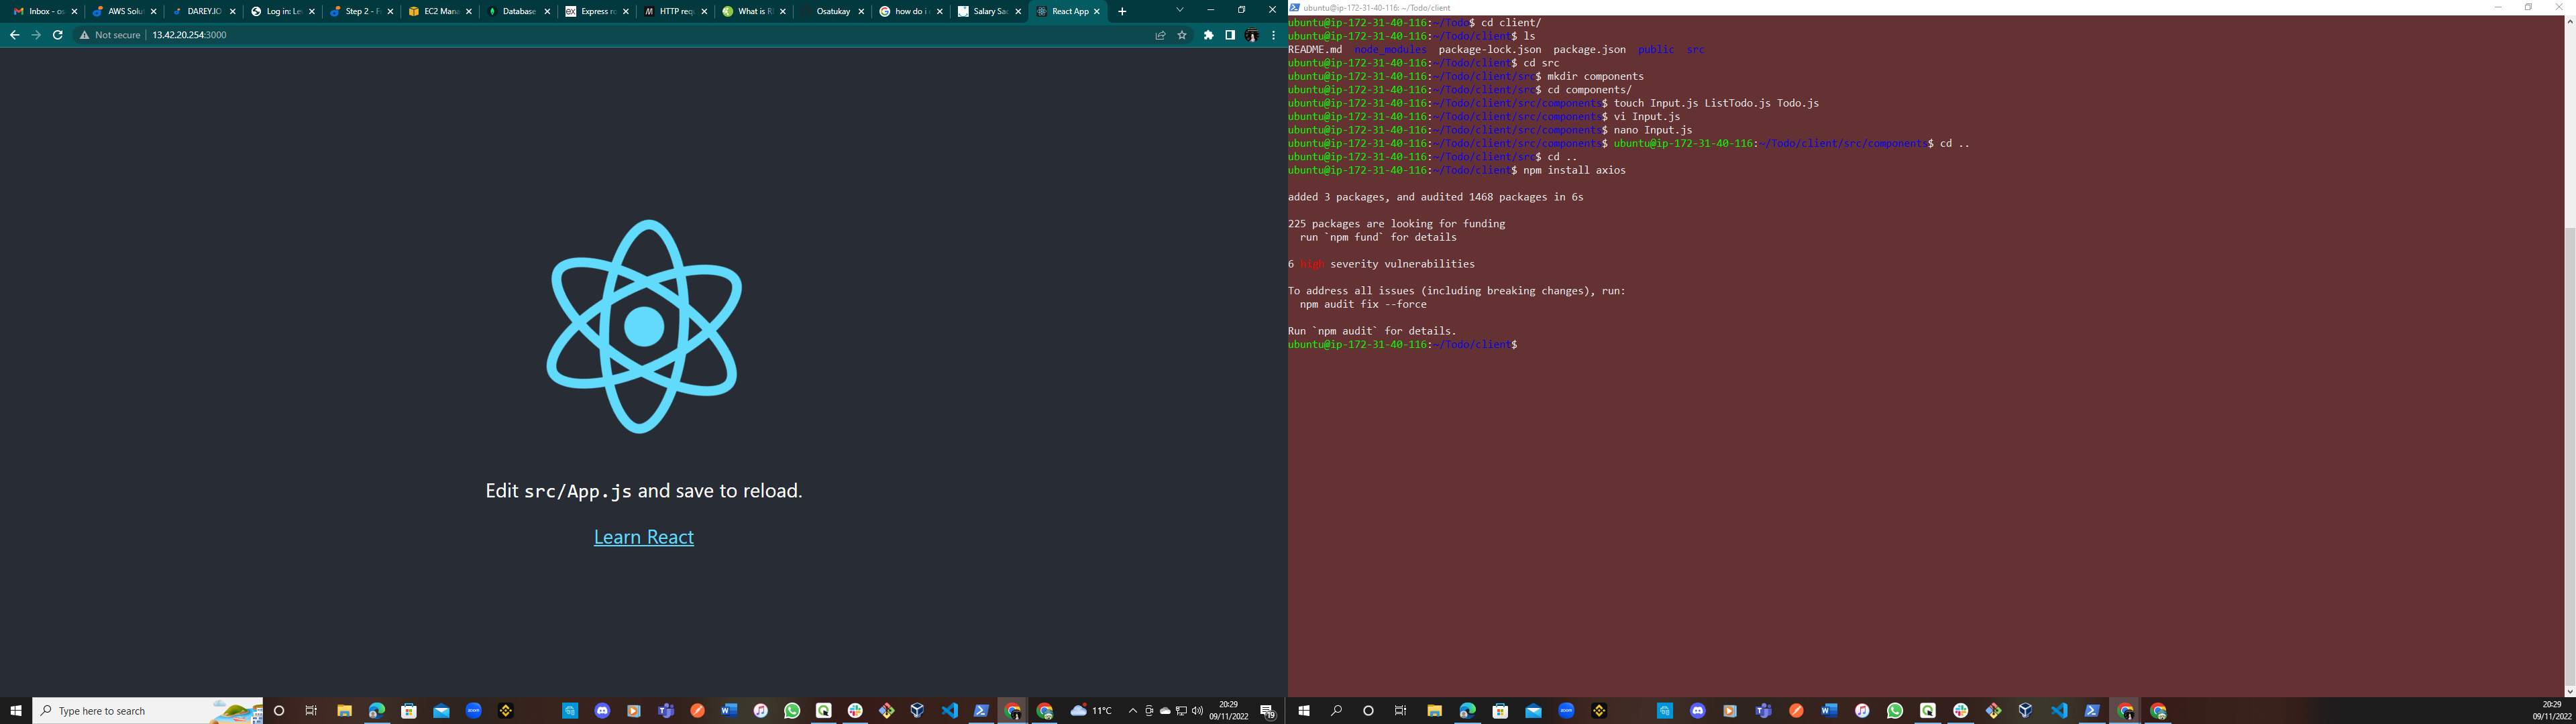 Inbox - os
AWS Solut
DAREY.IO
Log in: Le
Step 2 - F
EC2 Mana
Database
Express ro
HTTP requ
What is R
Osatukay
how do i c
Salary Sac
React App
Not secure
13.42.20.254:3000
Edit src/App.js and save to reload.
Learn React
Type here to search
11°C
20:29
09/11/2022
19
ubuntu@ip-172-31-40-116: ~/Todo/client
ubuntu@ip-172-31-40-116:~/Todo$ cd client/
ubuntu@ip-172-31-40-116:~/Todo/client$ ls
README.md node_modules package-lock.json package.json public src
ubuntu@ip-172-31-40-116:~/Todo/client$ cd src
ubuntu@ip-172-31-40-116:~/Todo/client/src$ mkdir components
ubuntu@ip-172-31-40-116:~/Todo/client/src$ cd components/
ubuntu@ip-172-31-40-116:~/Todo/client/src/components$ touch Input.js ListTodo.js Todo.js
ubuntu@ip-172-31-40-116:~/Todo/client/src/components$ vi Input.js
ubuntu@ip-172-31-40-116:~/Todo/client/src/components$ nano Input.js
ubuntu@ip-172-31-40-116:~/Todo/client/src/components$ ubuntu@ip-172-31-40-116:~/Todo/client/src/components$ cd ..
ubuntu@ip-172-31-40-116:~/Todo/client/src$ cd ..
ubuntu@ip-172-31-40-116:~/Todo/client$ npm install axios
added 3 packages, and audited 1468 packages in 6s
225 packages are looking for funding
run `npm fund` for details
6 high severity vulnerabilities
To address all issues (including breaking changes), run:
npm audit fix --force
Run `npm audit` for details.
ubuntu@ip-172-31-40-116:~/Todo/client$
20:29
09/11/2022